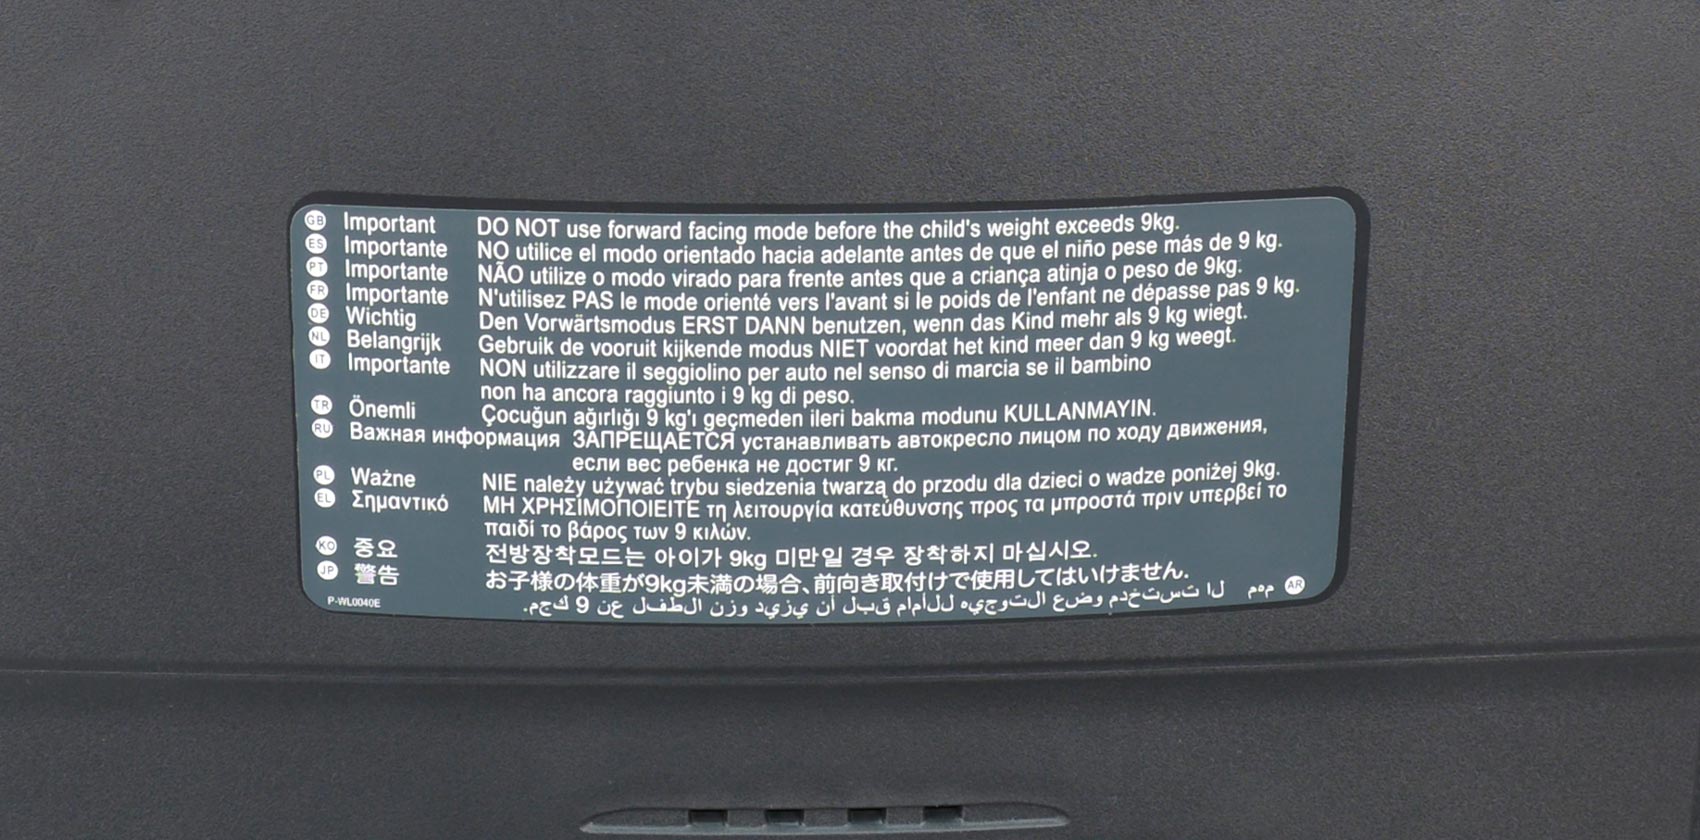 GB Important DO NOT use forward facing mode before the child's weight exceeds 9kg.
ES Importante NO utilice el modo orientado hacia adelante antes de que el niño pese más de 9 kg.
PT Importante NÃO utilize o modo virado para frente antes que a criança atinja o peso de 9kg.
FR Importante N'utilisez PAS le mode orienté vers l'avant si le poids de l'enfant ne dépasse pas 9 kg.
DE Wichtig Den Vorwärtsmodus ERST DANN benutzen, wenn das Kind mehr als 9 kg wiegt.
NL Belangrijk Gebruik de vooruit kijkende modus NIET voordat het kind meer dan 9 kg weegt.
IT Importante NON utilizzare il seggiolino per auto nel senso di marcia se il bambino
non ha ancora raggiunto i 9 kg di peso.
TR Önemli Çocuğun ağırlığı 9 kg'ı geçmeden ileri bakma modunu KULLANMAYIN.
RU Важная информация ЗАПРЕЩАЕТСЯ устанавливать автокресло лицом по ходу движения,
если вес ребенка не достиг 9 кг.
PL Ważne NIE należy używać trybu siedzenia twarzą do przodu dla dzieci o wadze poniżej 9kg.
EL Σημαντικό ΜΗ ΧΡΗΣΙΜΟΠΟΙΕΙΤΕ τη λειτουργία κατεύθυνσης προς τα μπροστά πριν υπερβεί το
παιδί το βάρος των 9 κιλών.
KO 중요 전방장착모드는 아이가 9kg 미만일 경우 장착하지 마십시오.
JP 警告 お子様の体重が9kg未満の場合、前向き取付けで使用してはいけません.
AR مهم لا تستخدم وضع التوجيه للأمام قبل أن يزيد وزن الطفل عن 9 كجم.
P-WL0040E